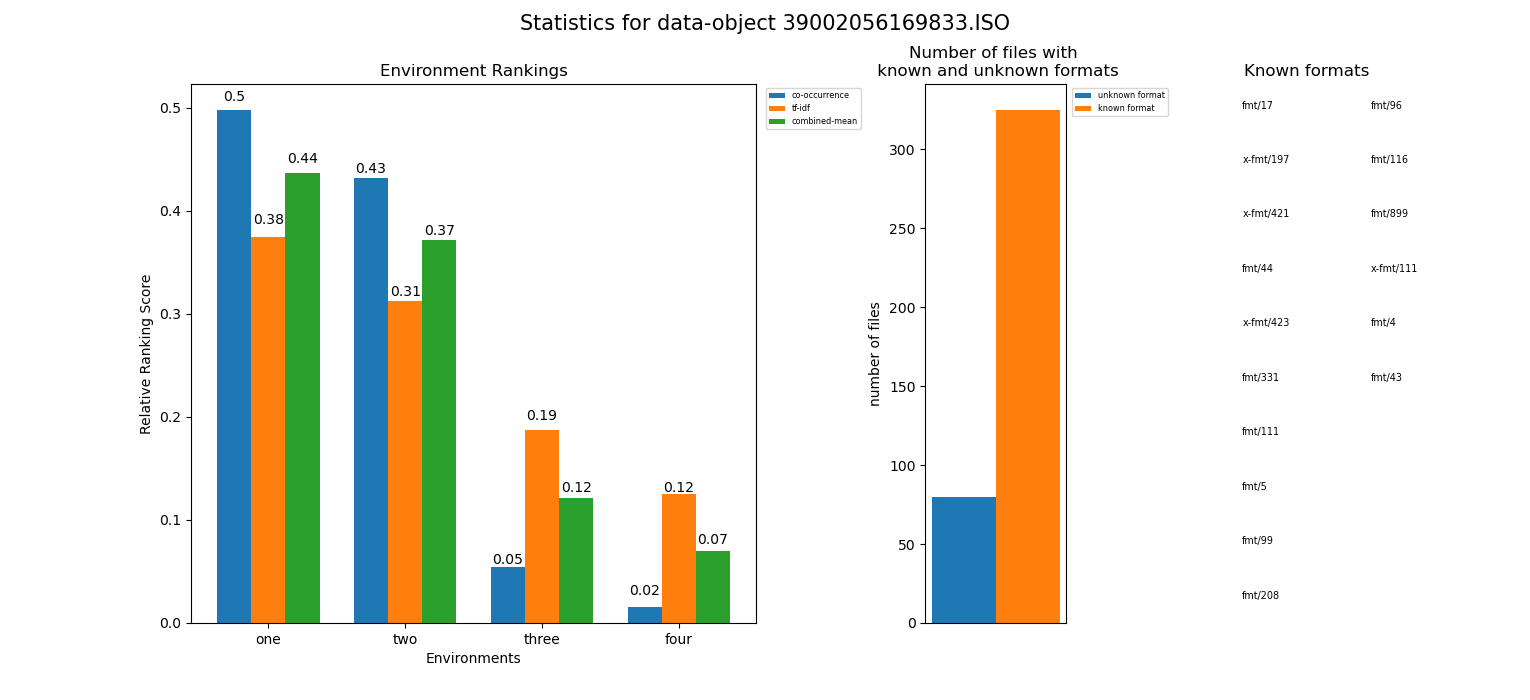 Statistics for data-object 39002056169833.ISO
Environment Rankings
Relative Ranking Score
0.5
0.4
0.3
0.2
0.1
0.0
0.5
0.38
0.44
0.43
0.31
0.37
0.05
0.19
0.12
0.02
0.12
0.07
one
two
three
four
Environments
co-occurrence
tf-idf
combined-mean
Number of files with
known and unknown formats
number of files
300
250
200
150
100
50
0
unknown format
known format
Known formats
fmt/17
x-fmt/197
x-fmt/421
fmt/44
x-fmt/423
fmt/331
fmt/111
fmt/5
fmt/99
fmt/208
fmt/96
fmt/116
fmt/899
x-fmt/111
fmt/4
fmt/43